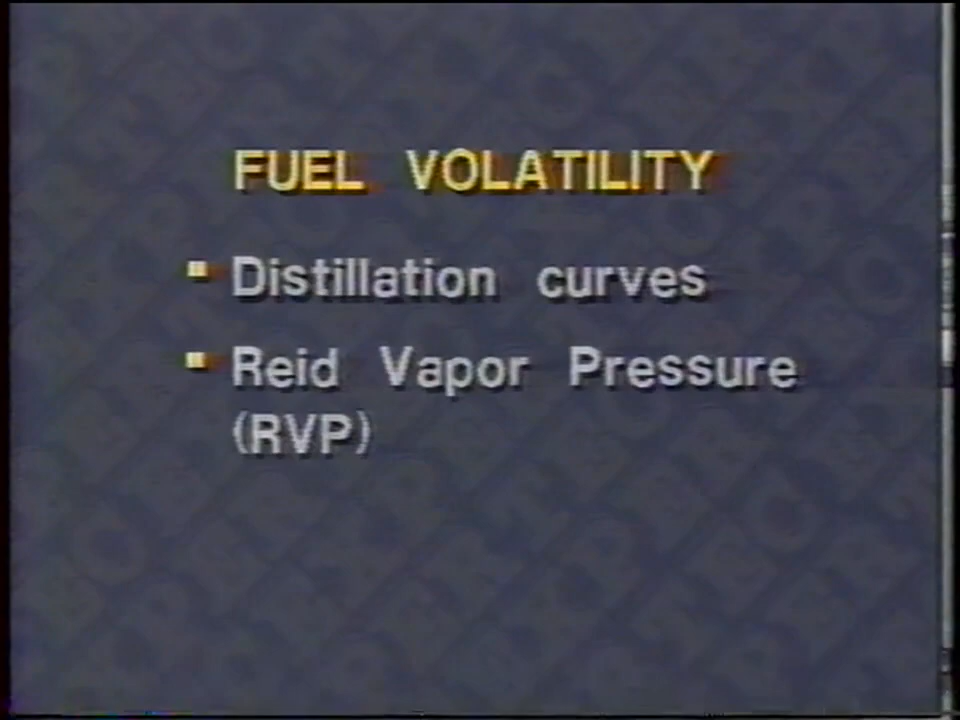 FUEL VOLATILITY
▪ Distillation curves
▪ Reid Vapor Pressure
(RVP)